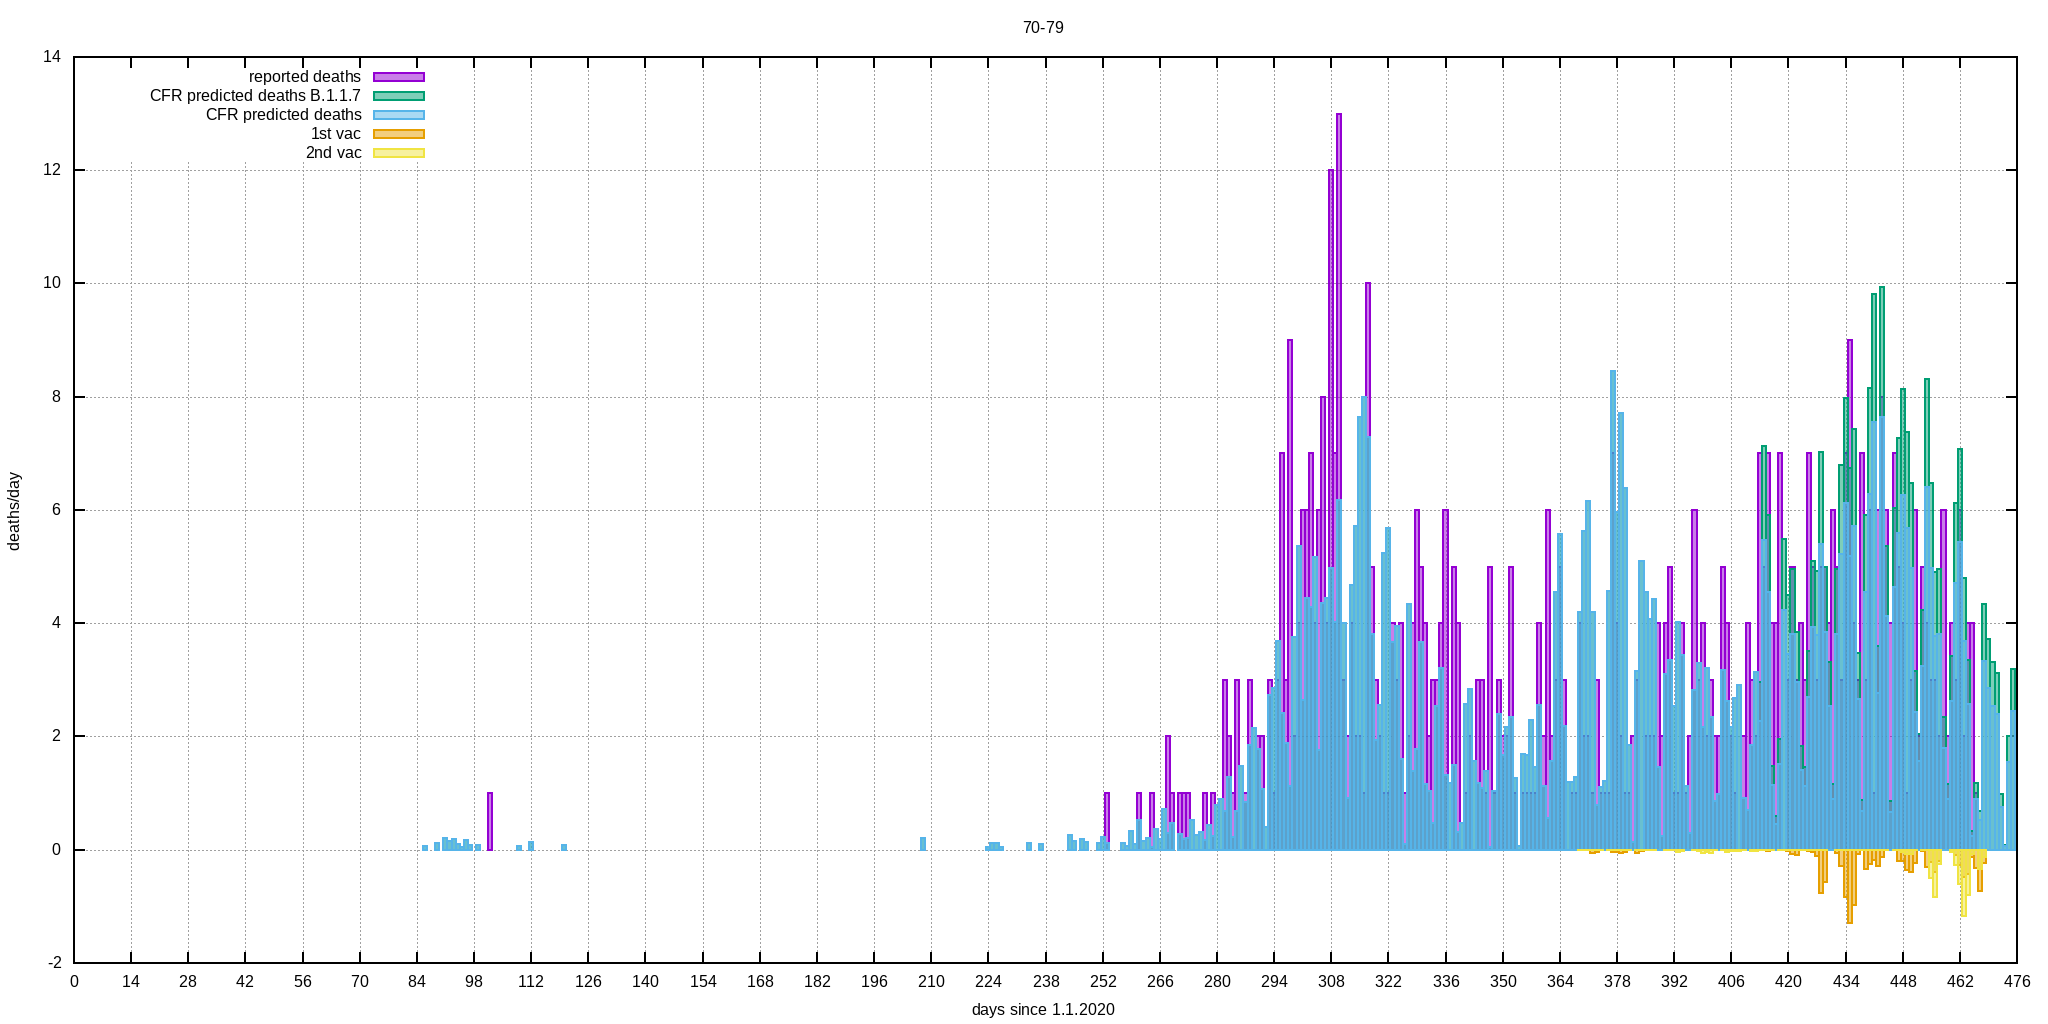 70-79
14
12
10
8
6
4
2
0
-2
deaths/day
reported deaths
CFR predicted deaths B.1.1.7
CFR predicted deaths
1st vac
2nd vac
0 14 28 42 56 70 84 98 112 126 140 154 168 182 196 210 224 238 252 266 280 294 308 322 336 350 364 378 392 406 420 434 448 462 476
days since 1.1.2020